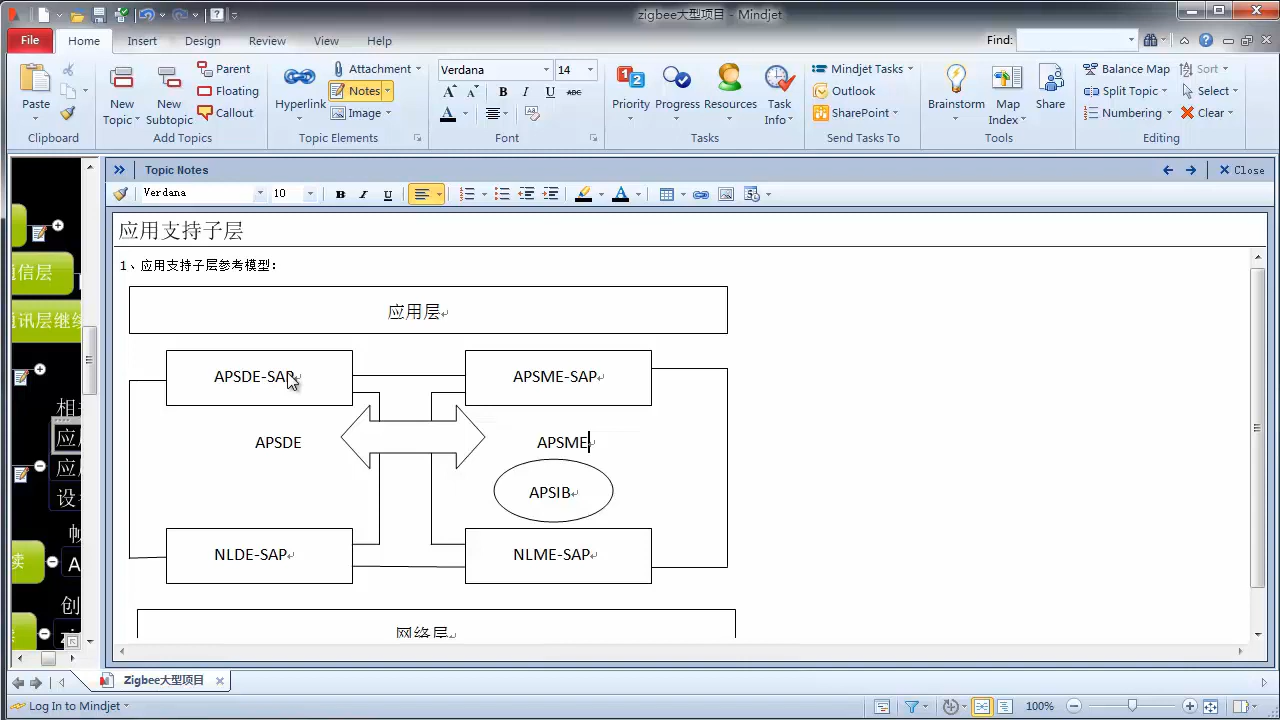 zigbee大型项目 - Mindjet
File Home Insert Design Review View Help Find:
Paste
Clipboard
New Topic
New Subtopic
Parent
Floating
Callout
Add Topics
Hyperlink
Attachment
Notes
Image
Topic Elements
Verdana 14
B I U ABC
A
Font
Priority Progress Resources Task Info
Tasks
Mindjet Tasks
Outlook
SharePoint
Send Tasks To
Brainstorm Map Index Share
Tools
Balance Map Sort
Split Topic Select
Numbering Clear
Editing
Topic Notes Close
Verdana 10 B I U A
应用支持子层
1、应用支持子层参考模型:
应用层
APSDE-SAP APSME-SAP
APSDE APSME
APSIB
NLDE-SAP NLME-SAP
网络层
信层
讯层继续
相
应
应
设
帧
续 A
创
Zigbee大型项目
Log In to Mindjet 100%